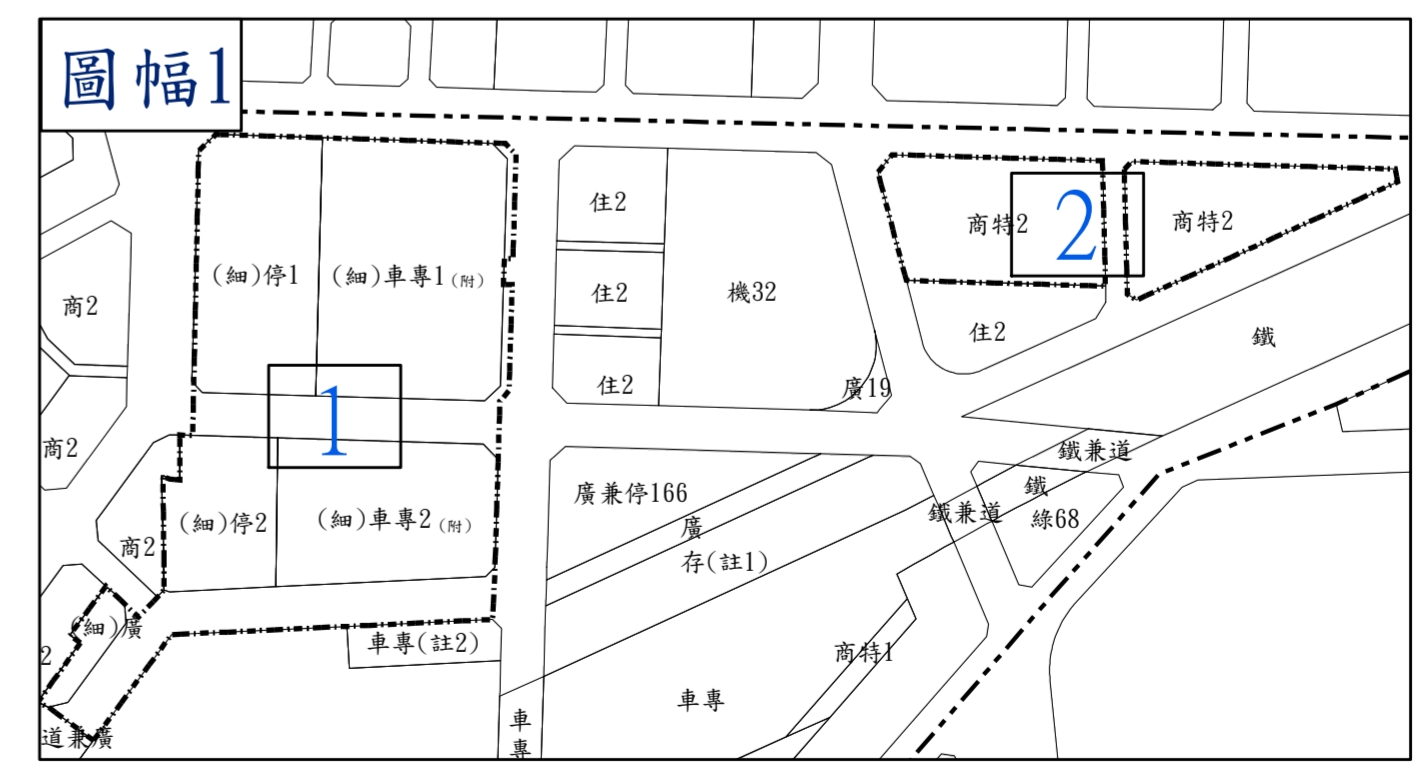 圖幅1
住2
商特2
2
商特2
(細)停1
(細)車專1(附)
住2
機32
商2
住2
鐵
住2
廣19
1
商2
鐵兼道
廣兼停166
鐵
(細)停2
(細)車專2(附)
廣
鐵兼道
綠68
商2
存(註1)
(細)廣
車專(註2)
2
商特1
車專
車專
道兼廣